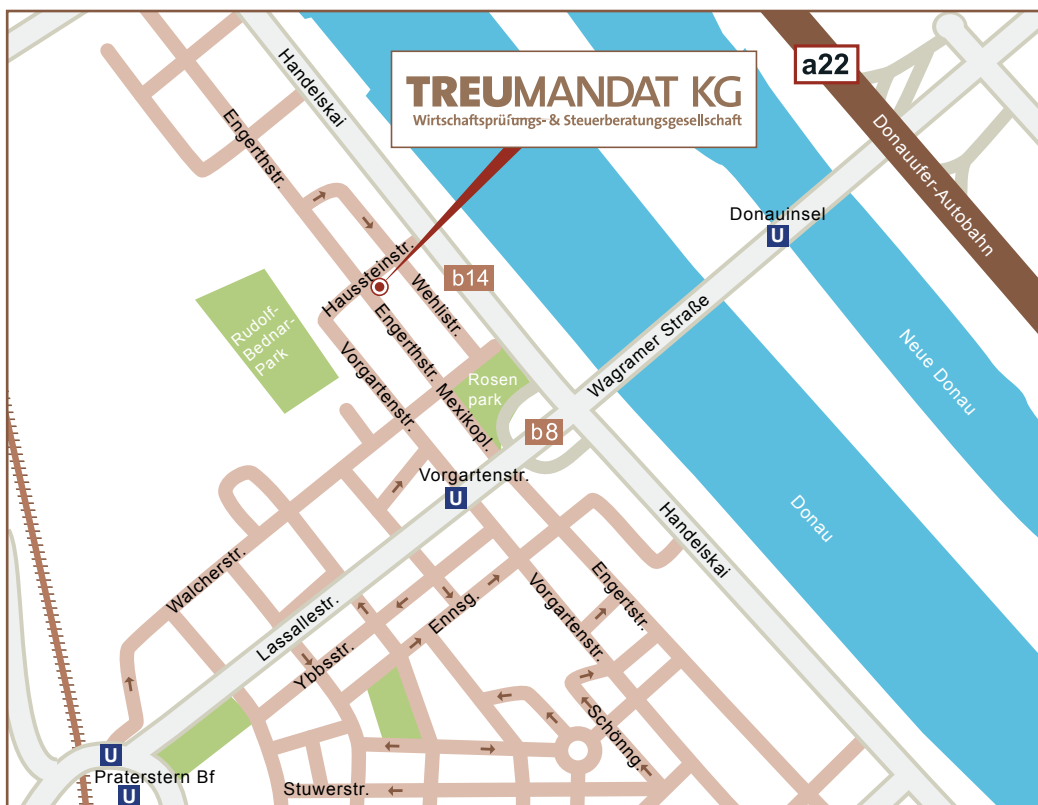 a22
TREUMANDAT KG
Wirtschaftsprüfungs- & Steuerberatungsgesellschaft
Handelskai
Engerthstr.
Donauufer-Autobahn
Donauinsel
U
Haussteinstr.
b14
Wehlistr.
Rudolf-
Bednar-
Park
Engerthstr.
Vorgartenstr.
Wagramer Straße
Neue Donau
Rosen
park
Mexikopl.
b8
Vorgartenstr.
U
Donau
Handelskai
Walcherstr.
Lassallestr.
Ybbsstr.
Ennsg.
Vorgartenstr.
Engertstr.
Schönng.
U
Praterstern Bf
U
Stuwerstr.